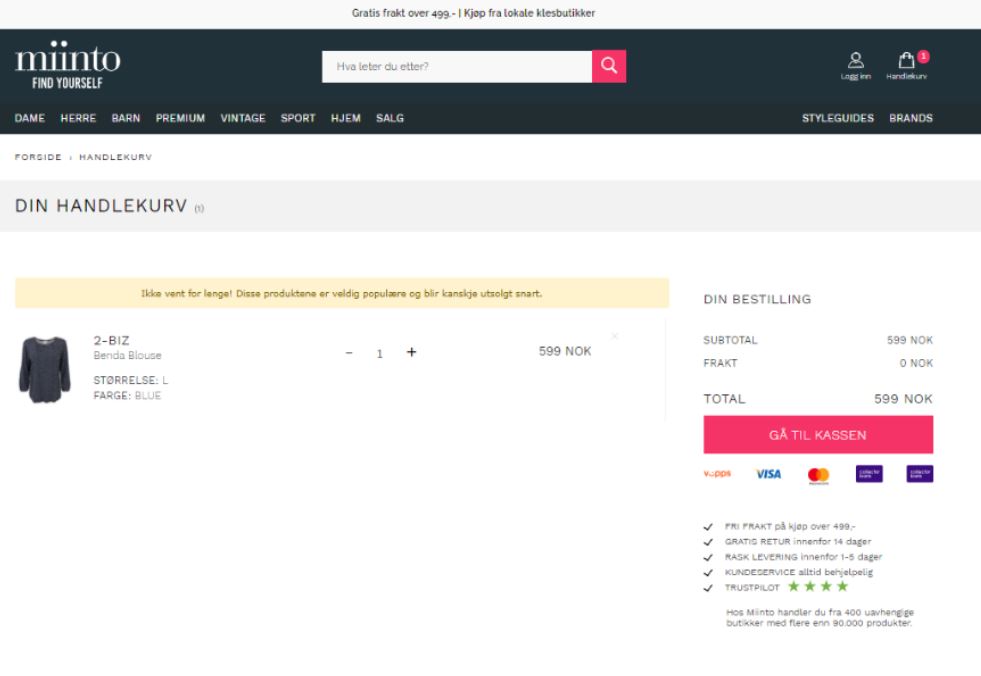 Gratis frakt over 499,- | Kjøp fra lokale klesbutikker
miinto
FIND YOURSELF
Hva leter du etter?
Logg inn
Handlekurv
1
DAME HERRE BARN PREMIUM VINTAGE SPORT HJEM SALG STYLEGUIDES BRANDS
FORSIDE › HANDLEKURV
DIN HANDLEKURV (1)
Ikke vent for lenge! Disse produktene er veldig populære og blir kanskje utsolgt snart.
2-BIZ
Benda Blouse
STØRRELSE: L
FARGE: BLUE
− 1 +
599 NOK
×
DIN BESTILLING
SUBTOTAL 599 NOK
FRAKT 0 NOK
TOTAL 599 NOK
GÅ TIL KASSEN
vipps VISA mastercard
FRI FRAKT på kjøp over 499,-
GRATIS RETUR innenfor 14 dager
RASK LEVERING innenfor 1-5 dager
KUNDESERVICE alltid behjelpelig
TRUSTPILOT ★ ★ ★ ★
Hos Miinto handler du fra 400 uavhengige
butikker med flere enn 90.000 produkter.